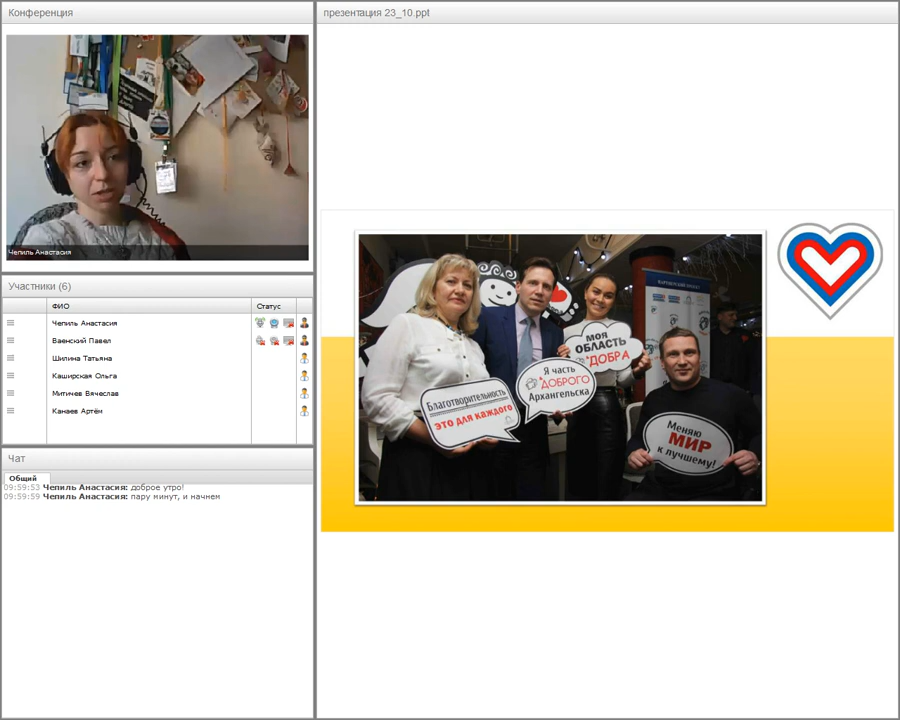 Конференция
Чепиль Анастасия
Участники (6)
ФИО Статус
Чепиль Анастасия
Ваенский Павел
Шилина Татьяна
Каширская Ольга
Митичев Вячеслав
Канаев Артём
Чат
Общий
09:59:53 Чепиль Анастасия: доброе утро!
09:59:59 Чепиль Анастасия: пару минут, и начнем
презентация 23_10.ppt
МОЯ
ОБЛАСТЬ
ДОБРА
Я часть
ДОБРОГО
Архангельска
Благотворительность
это для каждого
Меняю
МИР
к лучшему!